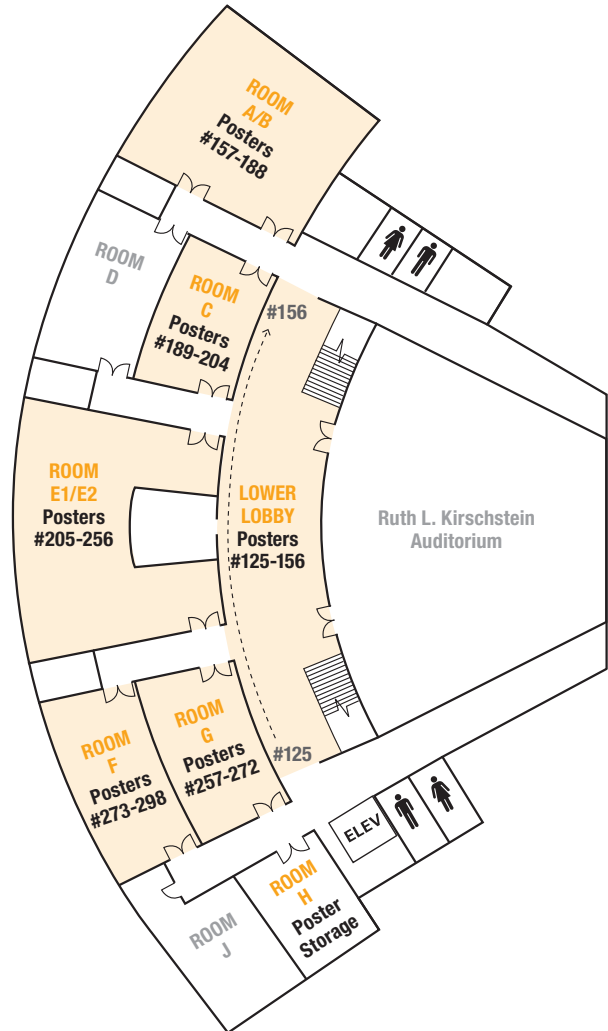 ROOM
A/B
Posters
#157-188
ROOM
D
ROOM
C
Posters
#189-204
#156
ROOM
E1/E2
Posters
#205-256
LOWER
LOBBY
Posters
#125-156
Ruth L. Kirschstein
Auditorium
ROOM
F
Posters
#273-298
ROOM
G
Posters
#257-272
#125
ELEV
ROOM
H
Poster
Storage
ROOM
J